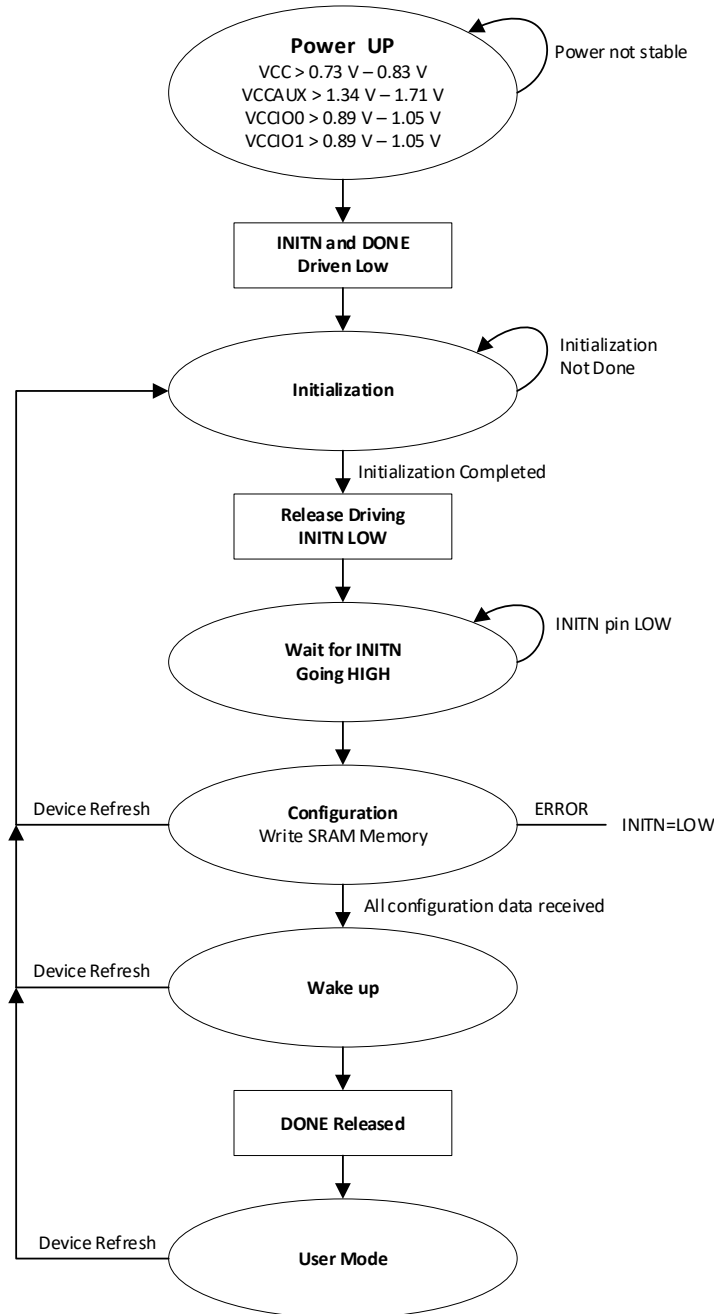 Power UP
VCC > 0.73 V – 0.83 V
VCCAUX > 1.34 V – 1.71 V
VCCIO0 > 0.89 V – 1.05 V
VCCIO1 > 0.89 V – 1.05 V
Power not stable
INITN and DONE
Driven Low
Initialization
Not Done
Initialization
Initialization Completed
Release Driving
INITN LOW
INITN pin LOW
Wait for INITN
Going HIGH
Device Refresh
Configuration
Write SRAM Memory
ERROR
INITN=LOW
All configuration data received
Device Refresh
Wake up
DONE Released
Device Refresh
User Mode